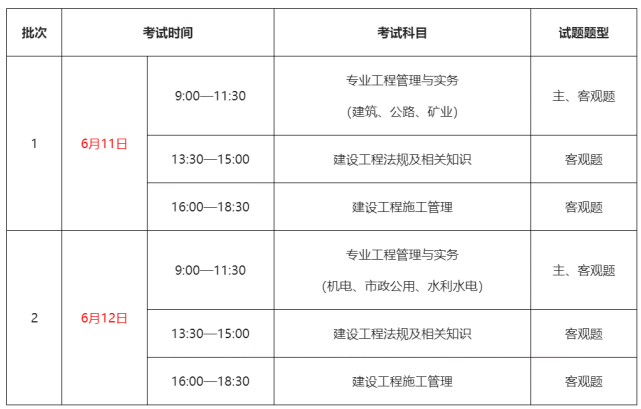 批次 考试时间 考试科目 试题题型
1 6月11日 9:00—11:30 专业工程管理与实务
(建筑、公路、矿业) 主、客观题
13:30—15:00 建设工程法规及相关知识 客观题
16:00—18:30 建设工程施工管理 客观题
2 6月12日 9:00—11:30 专业工程管理与实务
(机电、市政公用、水利水电) 主、客观题
13:30—15:00 建设工程法规及相关知识 客观题
16:00—18:30 建设工程施工管理 客观题